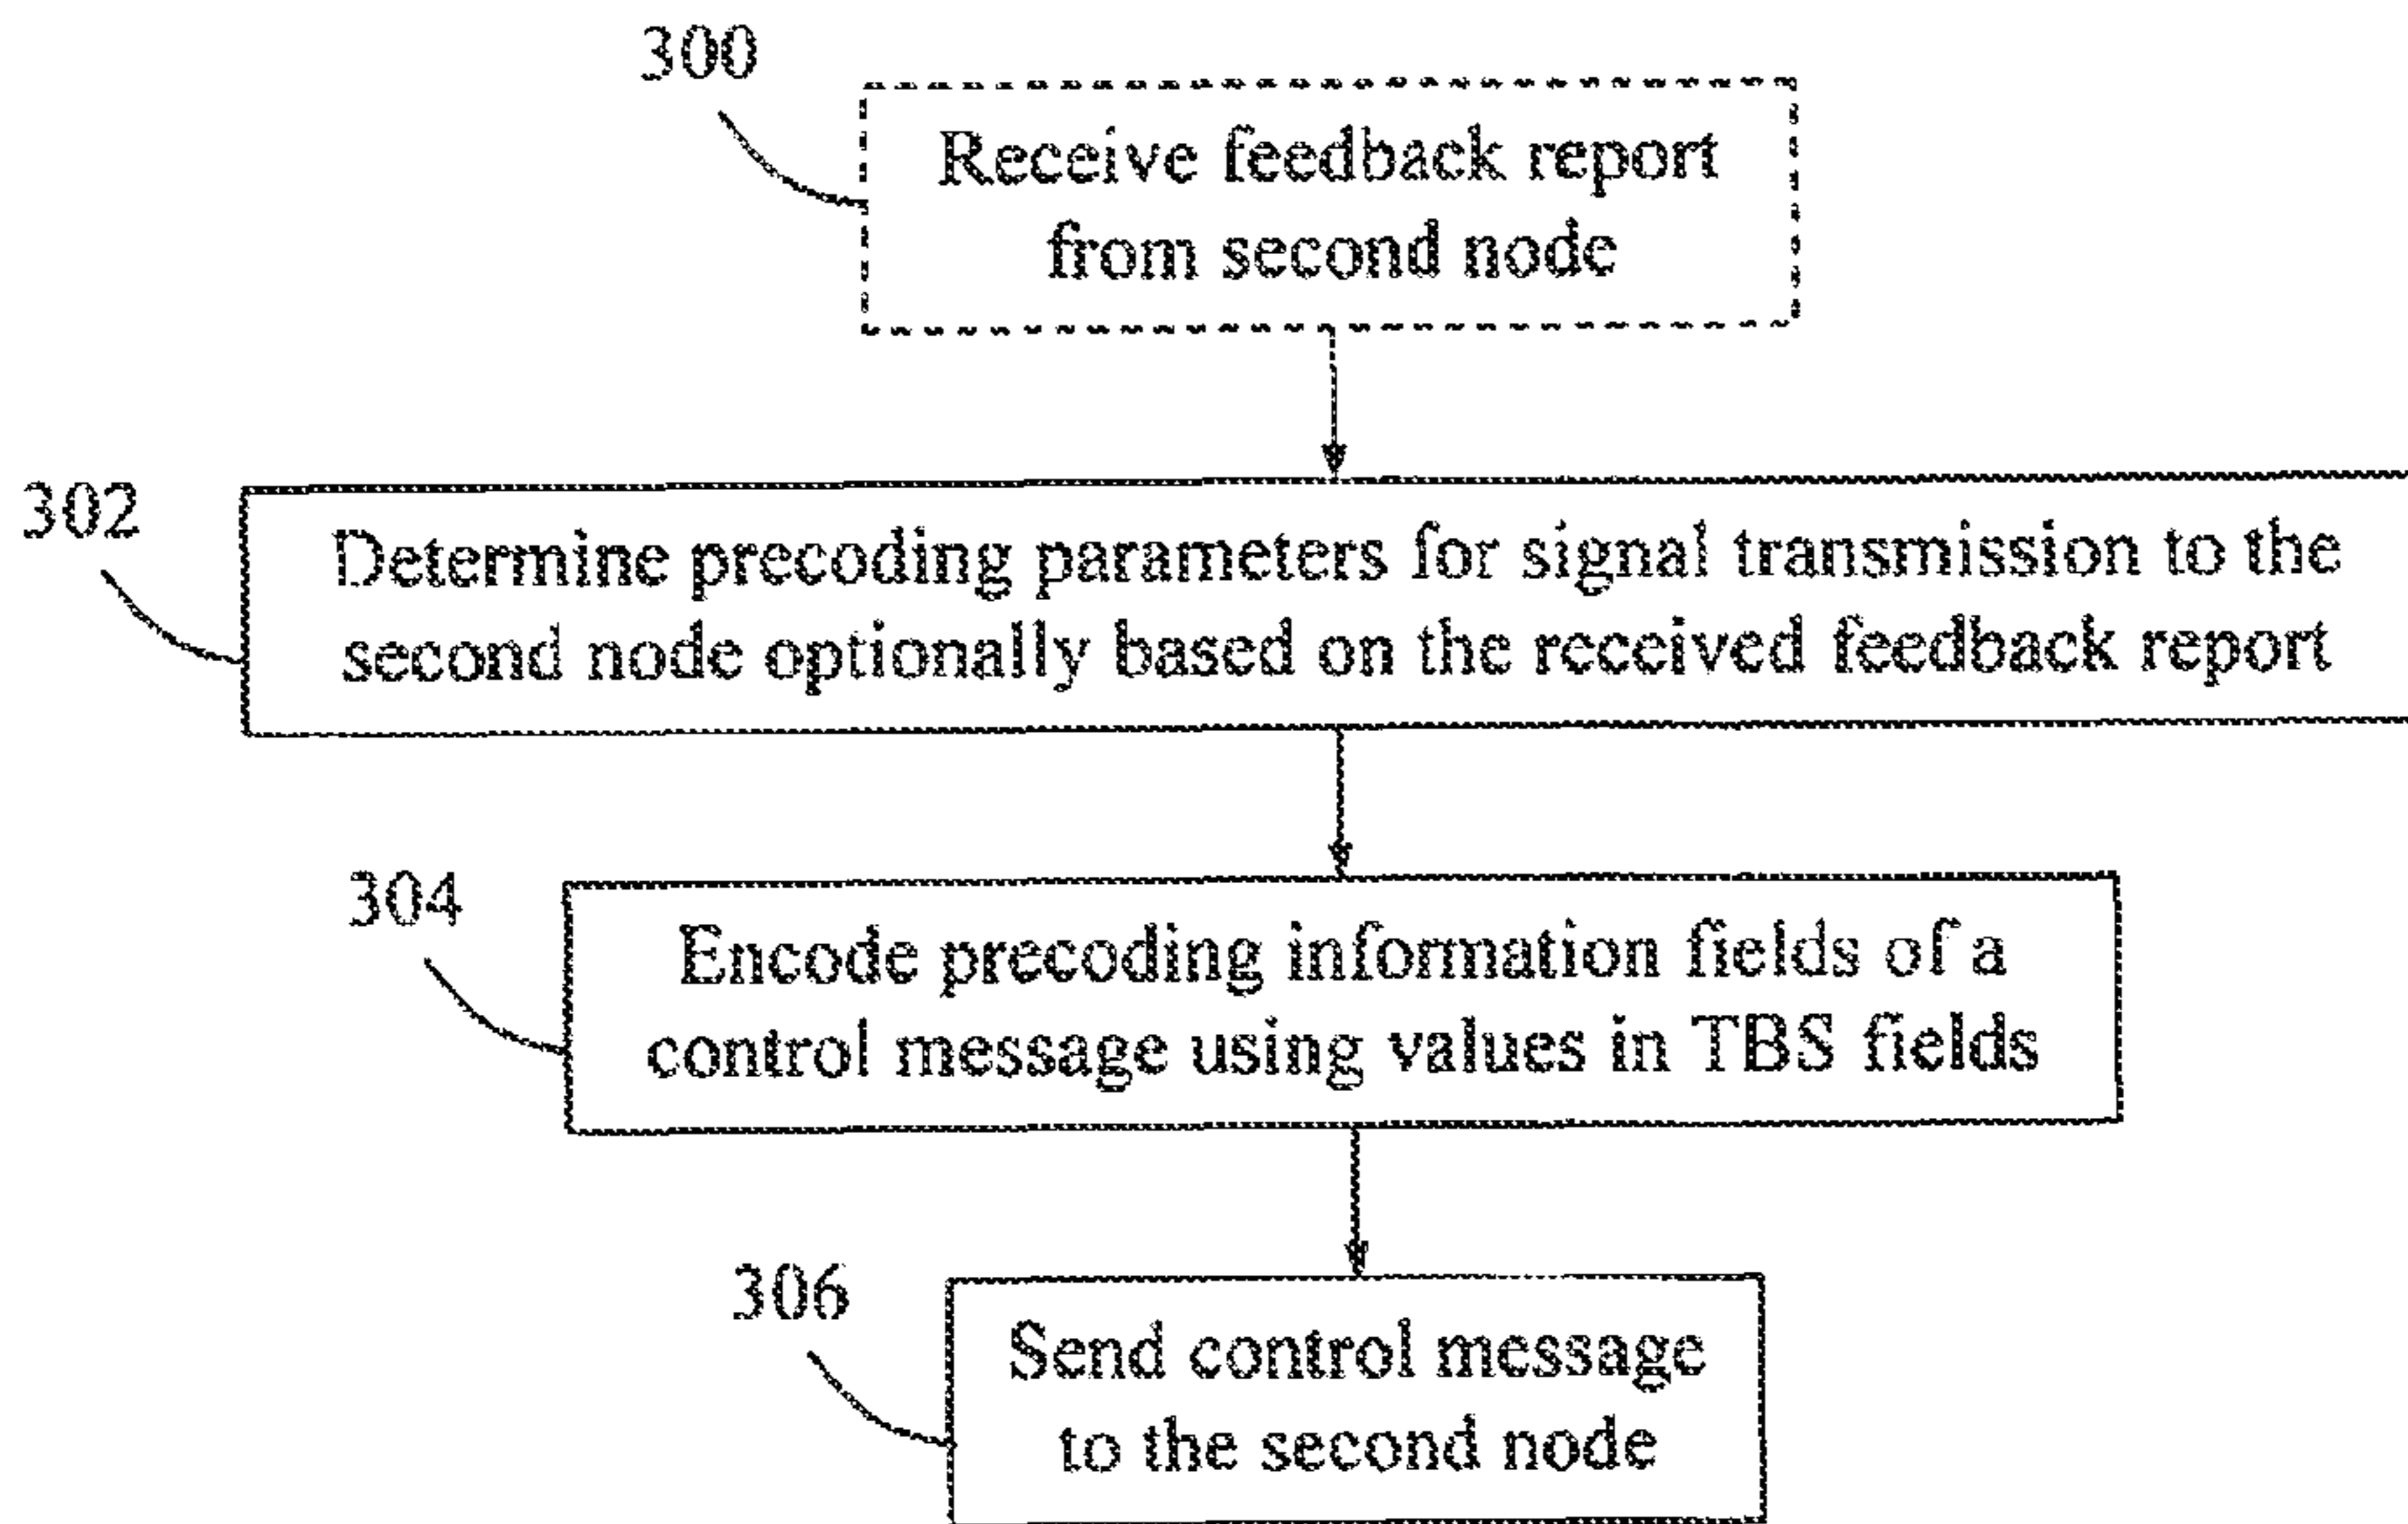 300
Receive feedback report
from second node
302
Determine precoding parameters for signal transmission to the
second node optionally based on the received feedback report
304
Encode precoding information fields of a
control message using values in TBS fields
306
Send control message
to the second node